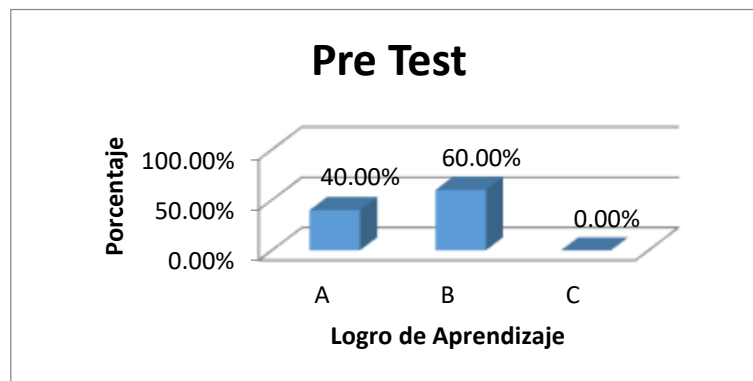 Pre Test
Porcentaje
100.00%
50.00%
0.00%
40.00%
60.00%
0.00%
A
B
C
Logro de Aprendizaje